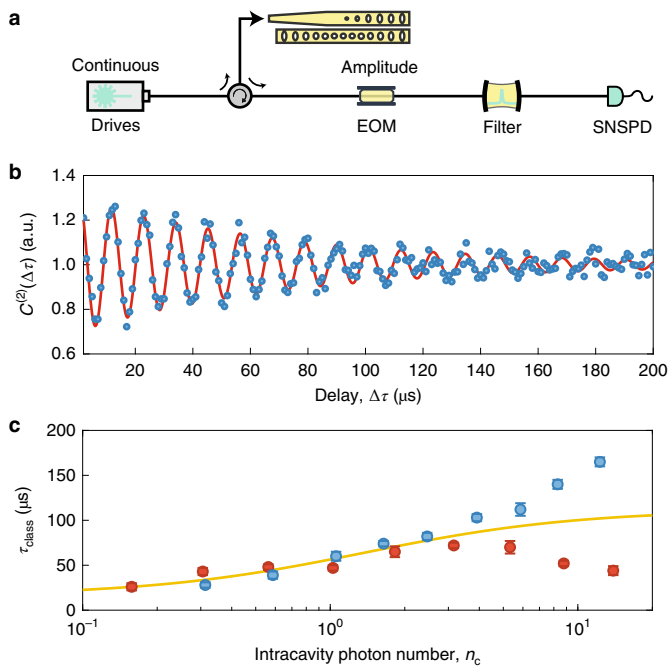 a
Continuous
Drives
Amplitude
EOM
Filter
SNSPD
b
C⁽²⁾(Δτ) (a.u.)
1.4
1.2
1.0
0.8
0.6
20 40 60 80 100 120 140 160 180 200
Delay, Δτ (μs)
c
τclass (μs)
200
150
100
50
0
10⁻¹ 10⁰ 10¹
Intracavity photon number, nc